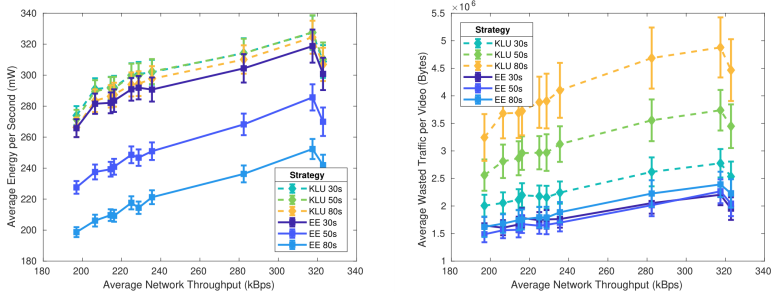 340
320
300
280
260
240
220
200
180
180 200 220 240 260 280 300 320 340
Average Energy per Second (mW)
Average Network Throughput (kBps)
Strategy
KLU 30s
KLU 50s
KLU 80s
EE 30s
EE 50s
EE 80s
× 10⁶
5.5
5
4.5
4
3.5
3
2.5
2
1.5
1
180 200 220 240 260 280 300 320 340
Average Wasted Traffic per Video (Bytes)
Average Network Throughput (kBps)
Strategy
KLU 30s
KLU 50s
KLU 80s
EE 30s
EE 50s
EE 80s